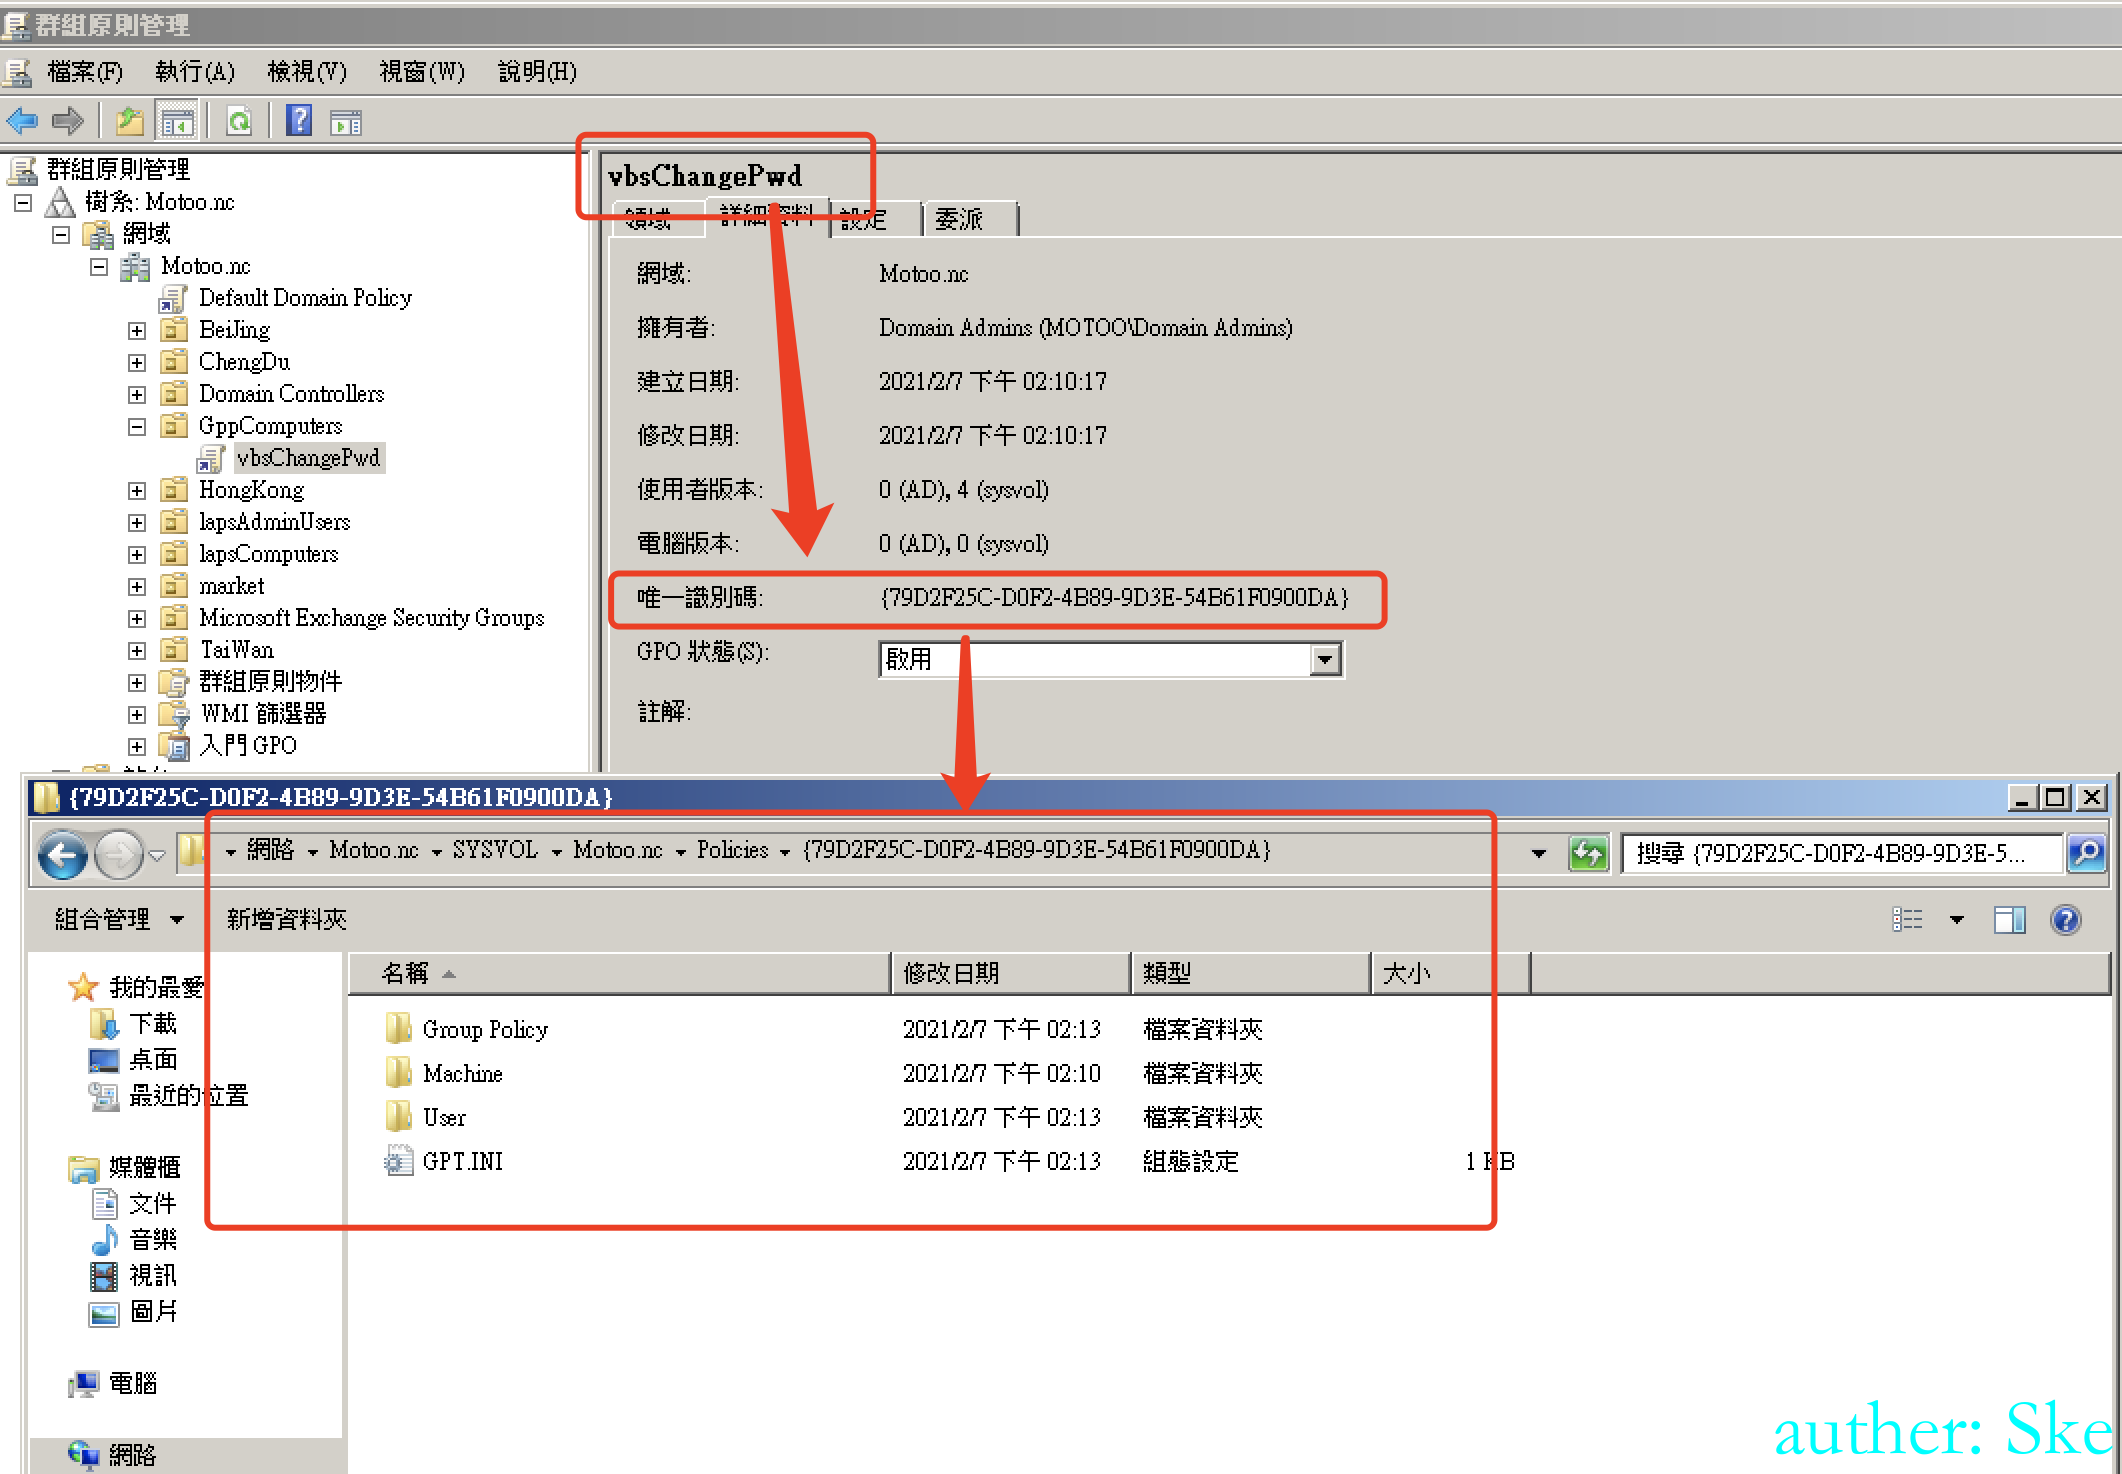 群組原則管理
檔案(F) 執行(A) 檢視(V) 視窗(W) 說明(H)
群組原則管理
樹系: Motoo.nc
網域
Motoo.nc
Default Domain Policy
BeiJing
ChengDu
Domain Controllers
GppComputers
vbsChangePwd
HongKong
lapsAdminUsers
lapsComputers
market
Microsoft Exchange Security Groups
TaiWan
群組原則物件
WMI 篩選器
入門 GPO
vbsChangePwd
領域 詳細資料 設定 委派
網域: Motoo.nc
擁有者: Domain Admins (MOTOO\Domain Admins)
建立日期: 2021/2/7 下午 02:10:17
修改日期: 2021/2/7 下午 02:10:17
使用者版本: 0 (AD), 4 (sysvol)
電腦版本: 0 (AD), 0 (sysvol)
唯一識別碼: {79D2F25C-D0F2-4B89-9D3E-54B61F0900DA}
GPO 狀態(S): 啟用
註解:
{79D2F25C-D0F2-4B89-9D3E-54B61F0900DA}
網路 Motoo.nc SYSVOL Motoo.nc Policies {79D2F25C-D0F2-4B89-9D3E-54B61F0900DA}
搜尋 {79D2F25C-D0F2-4B89-9D3E-5...
組合管理 新增資料夾
我的最愛
下載
桌面
最近的位置
媒體櫃
文件
音樂
視訊
圖片
電腦
網路
名稱 修改日期 類型 大小
Group Policy 2021/2/7 下午 02:13 檔案資料夾
Machine 2021/2/7 下午 02:10 檔案資料夾
User 2021/2/7 下午 02:13 檔案資料夾
GPT.INI 2021/2/7 下午 02:13 組態設定 1 KB
auther: Ske